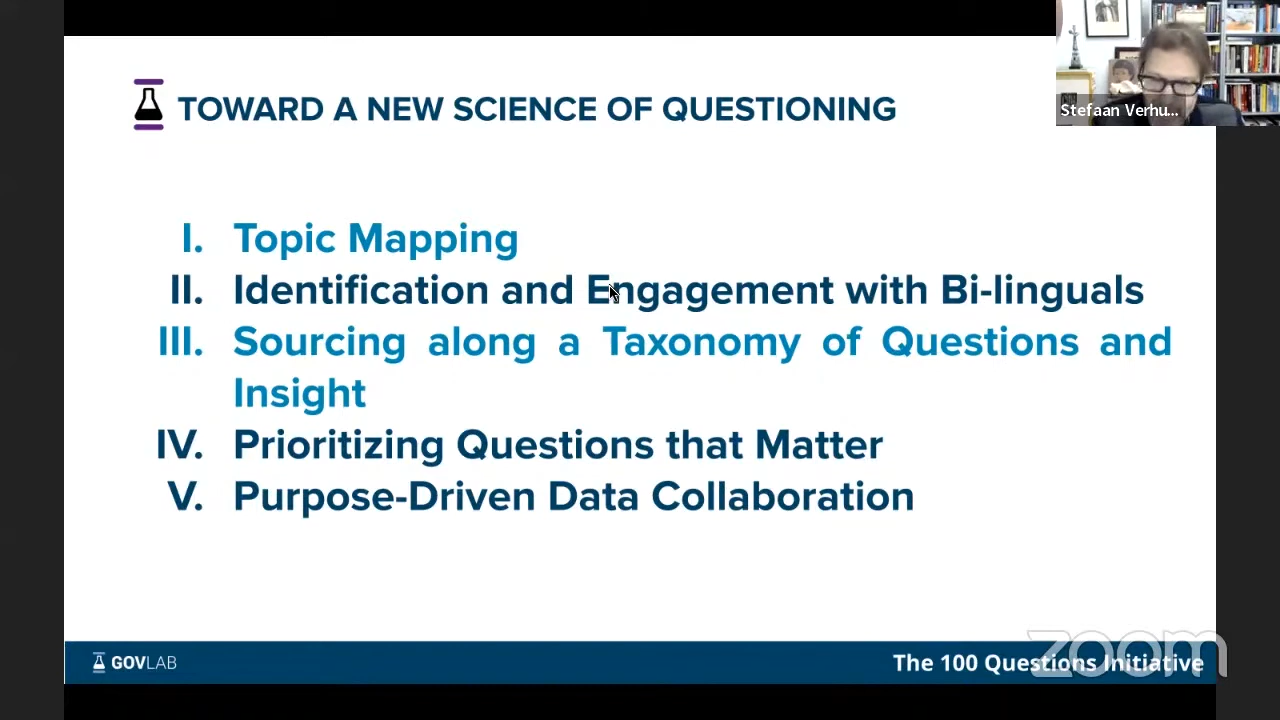 TOWARD A NEW SCIENCE OF QUESTIONING
Stefaan Verhu...
I. Topic Mapping
II. Identification and Engagement with Bi-linguals
III. Sourcing along a Taxonomy of Questions and
Insight
IV. Prioritizing Questions that Matter
V. Purpose-Driven Data Collaboration
GOVLAB
The 100 Questions Initiative
zoom